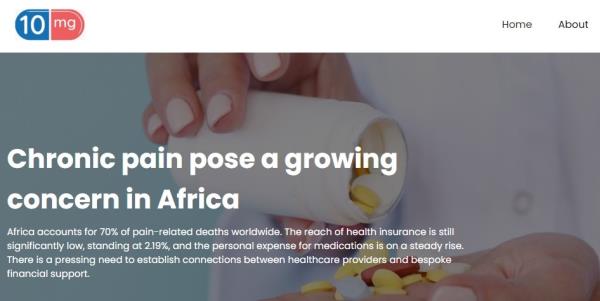 10 mg
Home About
Chronic pain pose a growing
concern in Africa
Africa accounts for 70% of pain-related deaths worldwide. The reach of health insurance is still
significantly low, standing at 2.19%, and the personal expense for medications is on a steady rise.
There is a pressing need to establish connections between healthcare providers and bespoke
financial support.